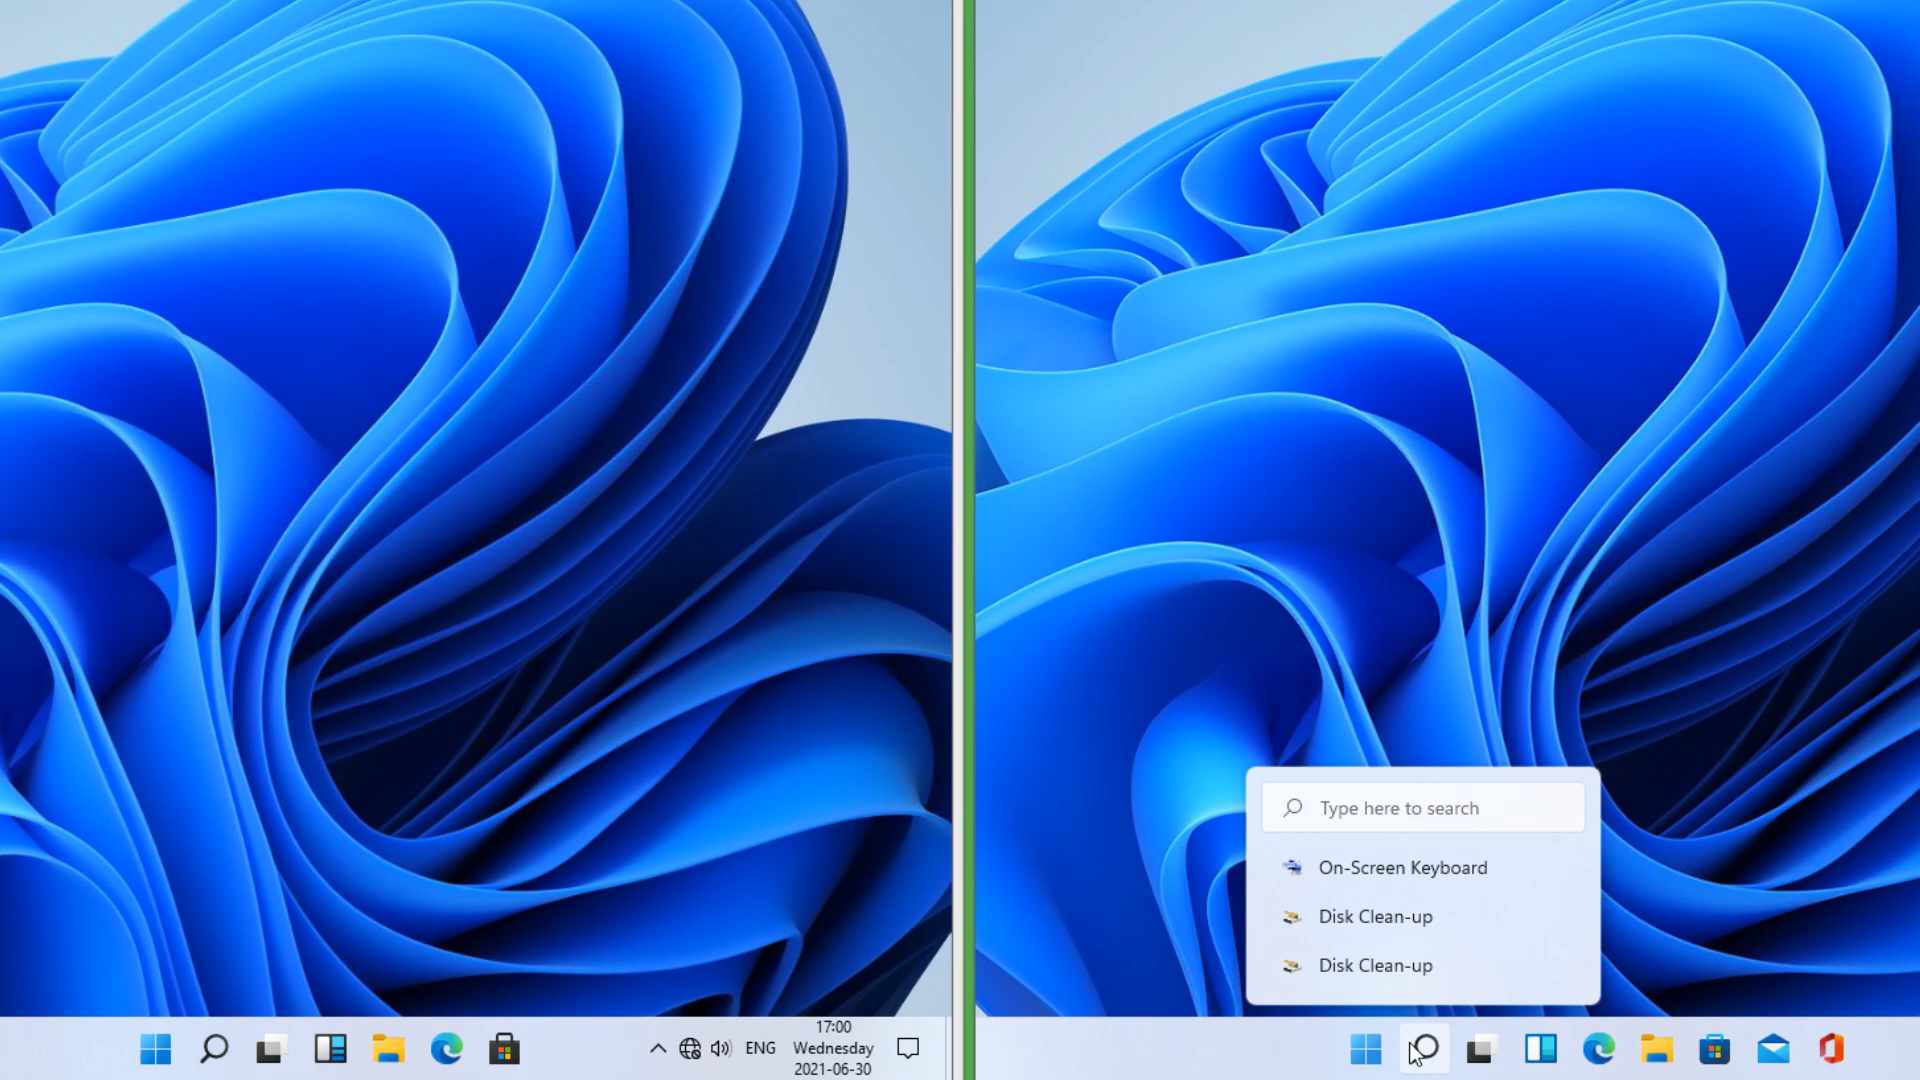 ENG
17:00
Wednesday
2021-06-30
Type here to search
On-Screen Keyboard
Disk Clean-up
Disk Clean-up